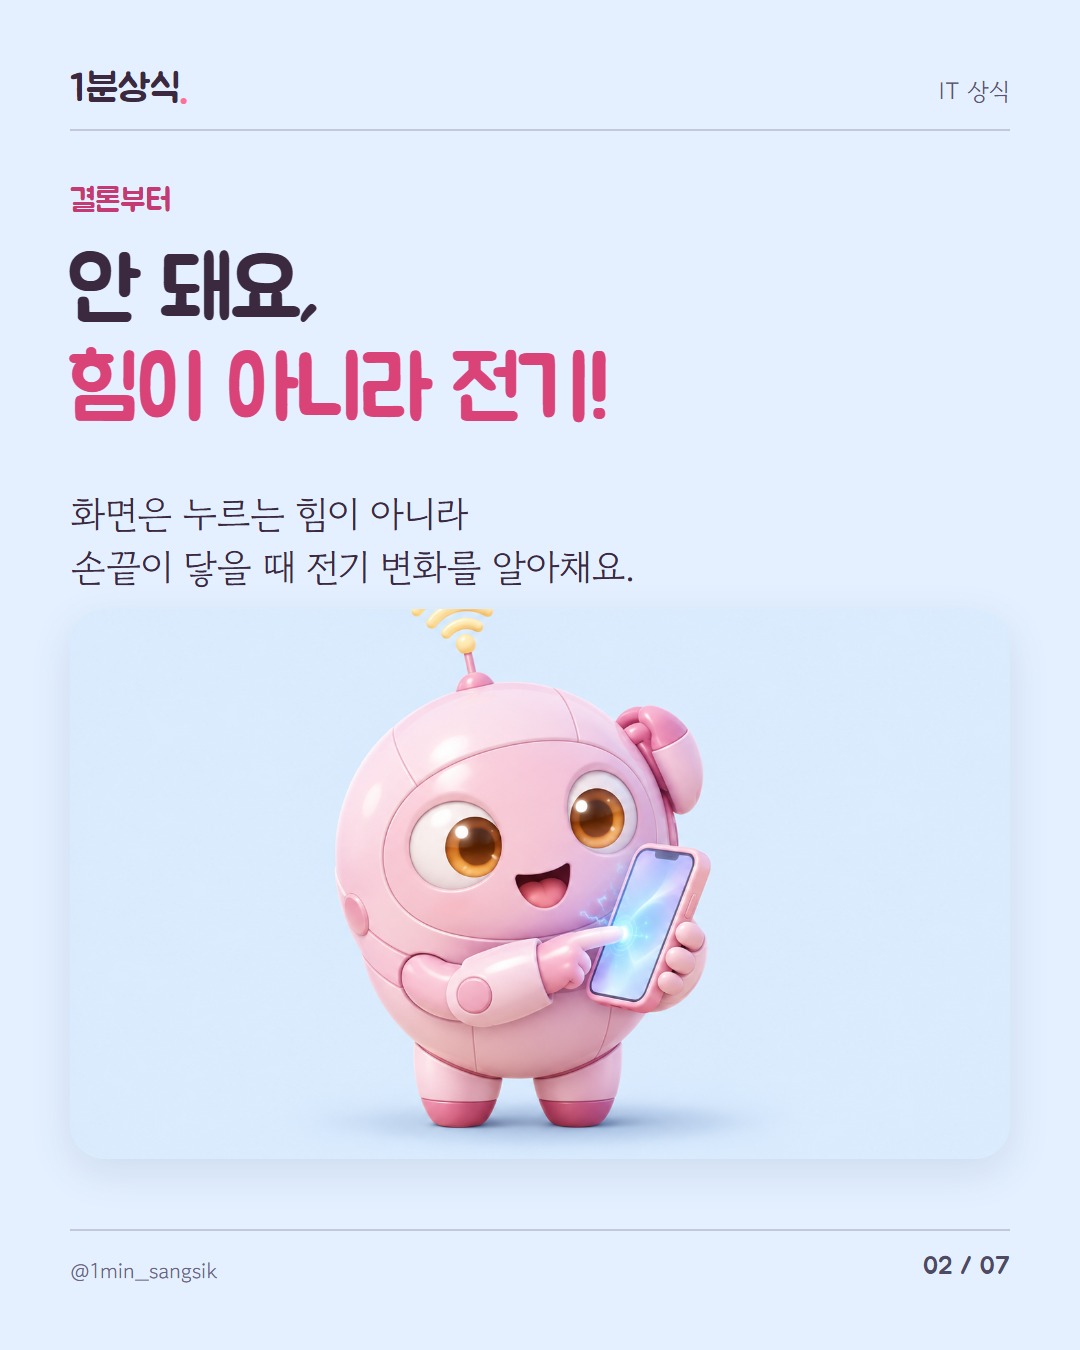 1분상식.
IT 상식
결론부터
안 돼요,
힘이 아니라 전기!
화면은 누르는 힘이 아니라
손끝이 닿을 때 전기 변화를 알아채요.
@1min_sangsik
02 / 07